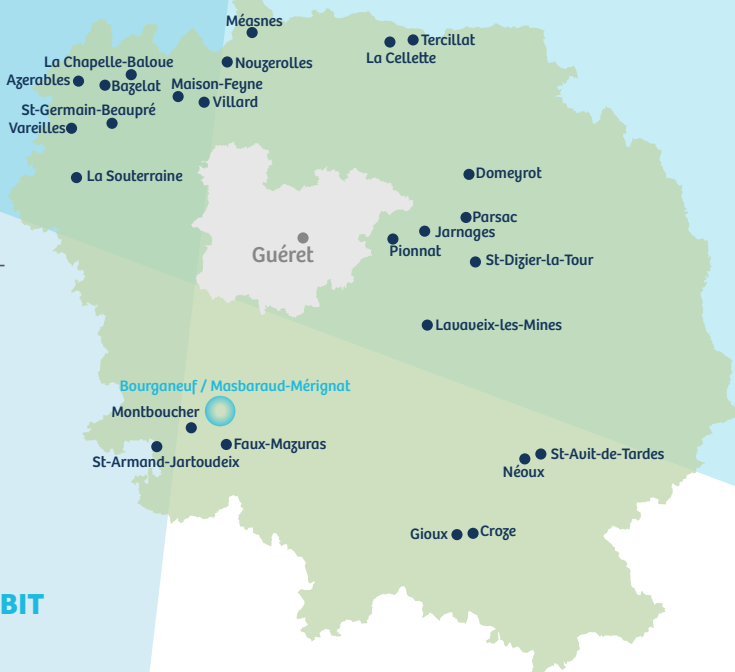 Méasnes
Tercillat
La Cellette
La Chapelle-Baloue
Nouzerolles
Azerables
Bazelat
Maison-Feyne
Villard
St-Germain-Beaupré
Vareilles
La Souterraine
Domeyrot
Parsac
Jarnages
Pionnat
Guéret
St-Dizier-la-Tour
Lavaveix-les-Mines
Bourganeuf / Masbaraud-Mérignat
Montboucher
Faux-Mazuras
St-Armand-Jartoudeix
St-Avit-de-Tardes
Néoux
Gioux
Croze
BIT